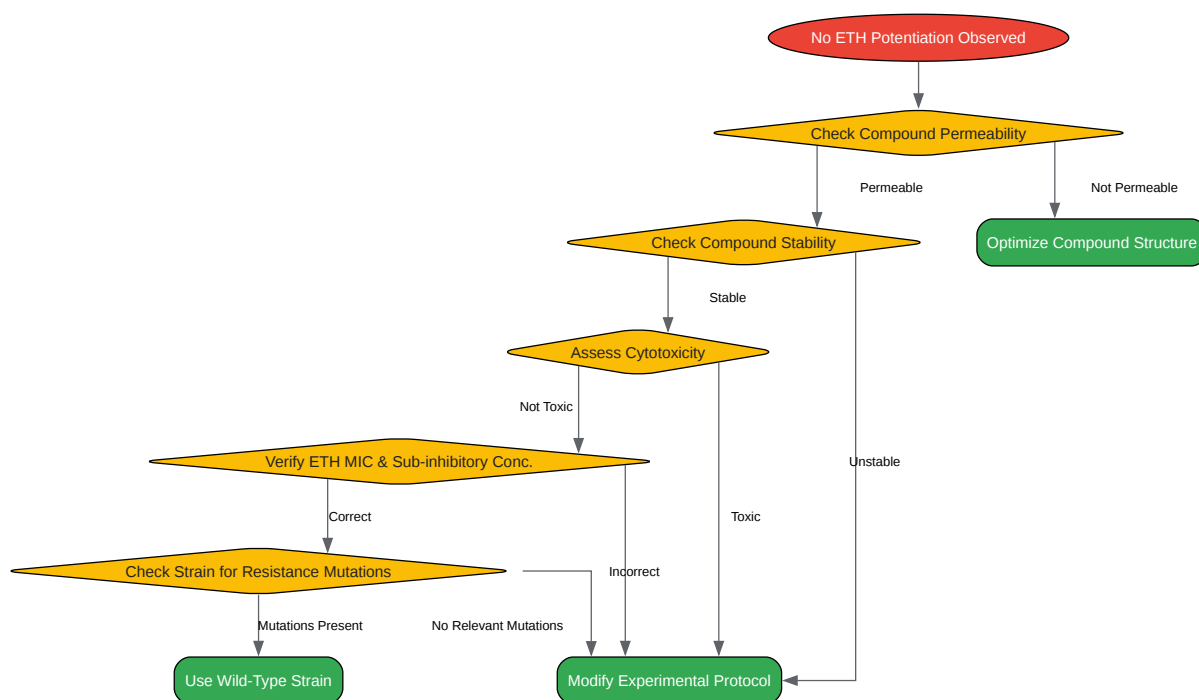 No ETH Potentiation Observed
Check Compound Permeability
Permeable
Not Permeable
Check Compound Stability
Optimize Compound Structure
Stable
Assess Cytotoxicity
Not Toxic
Verify ETH MIC & Sub-inhibitory Conc.
Unstable
Correct
Toxic
Check Strain for Resistance Mutations
Incorrect
Mutations Present
No Relevant Mutations
Use Wild-Type Strain
Modify Experimental Protocol